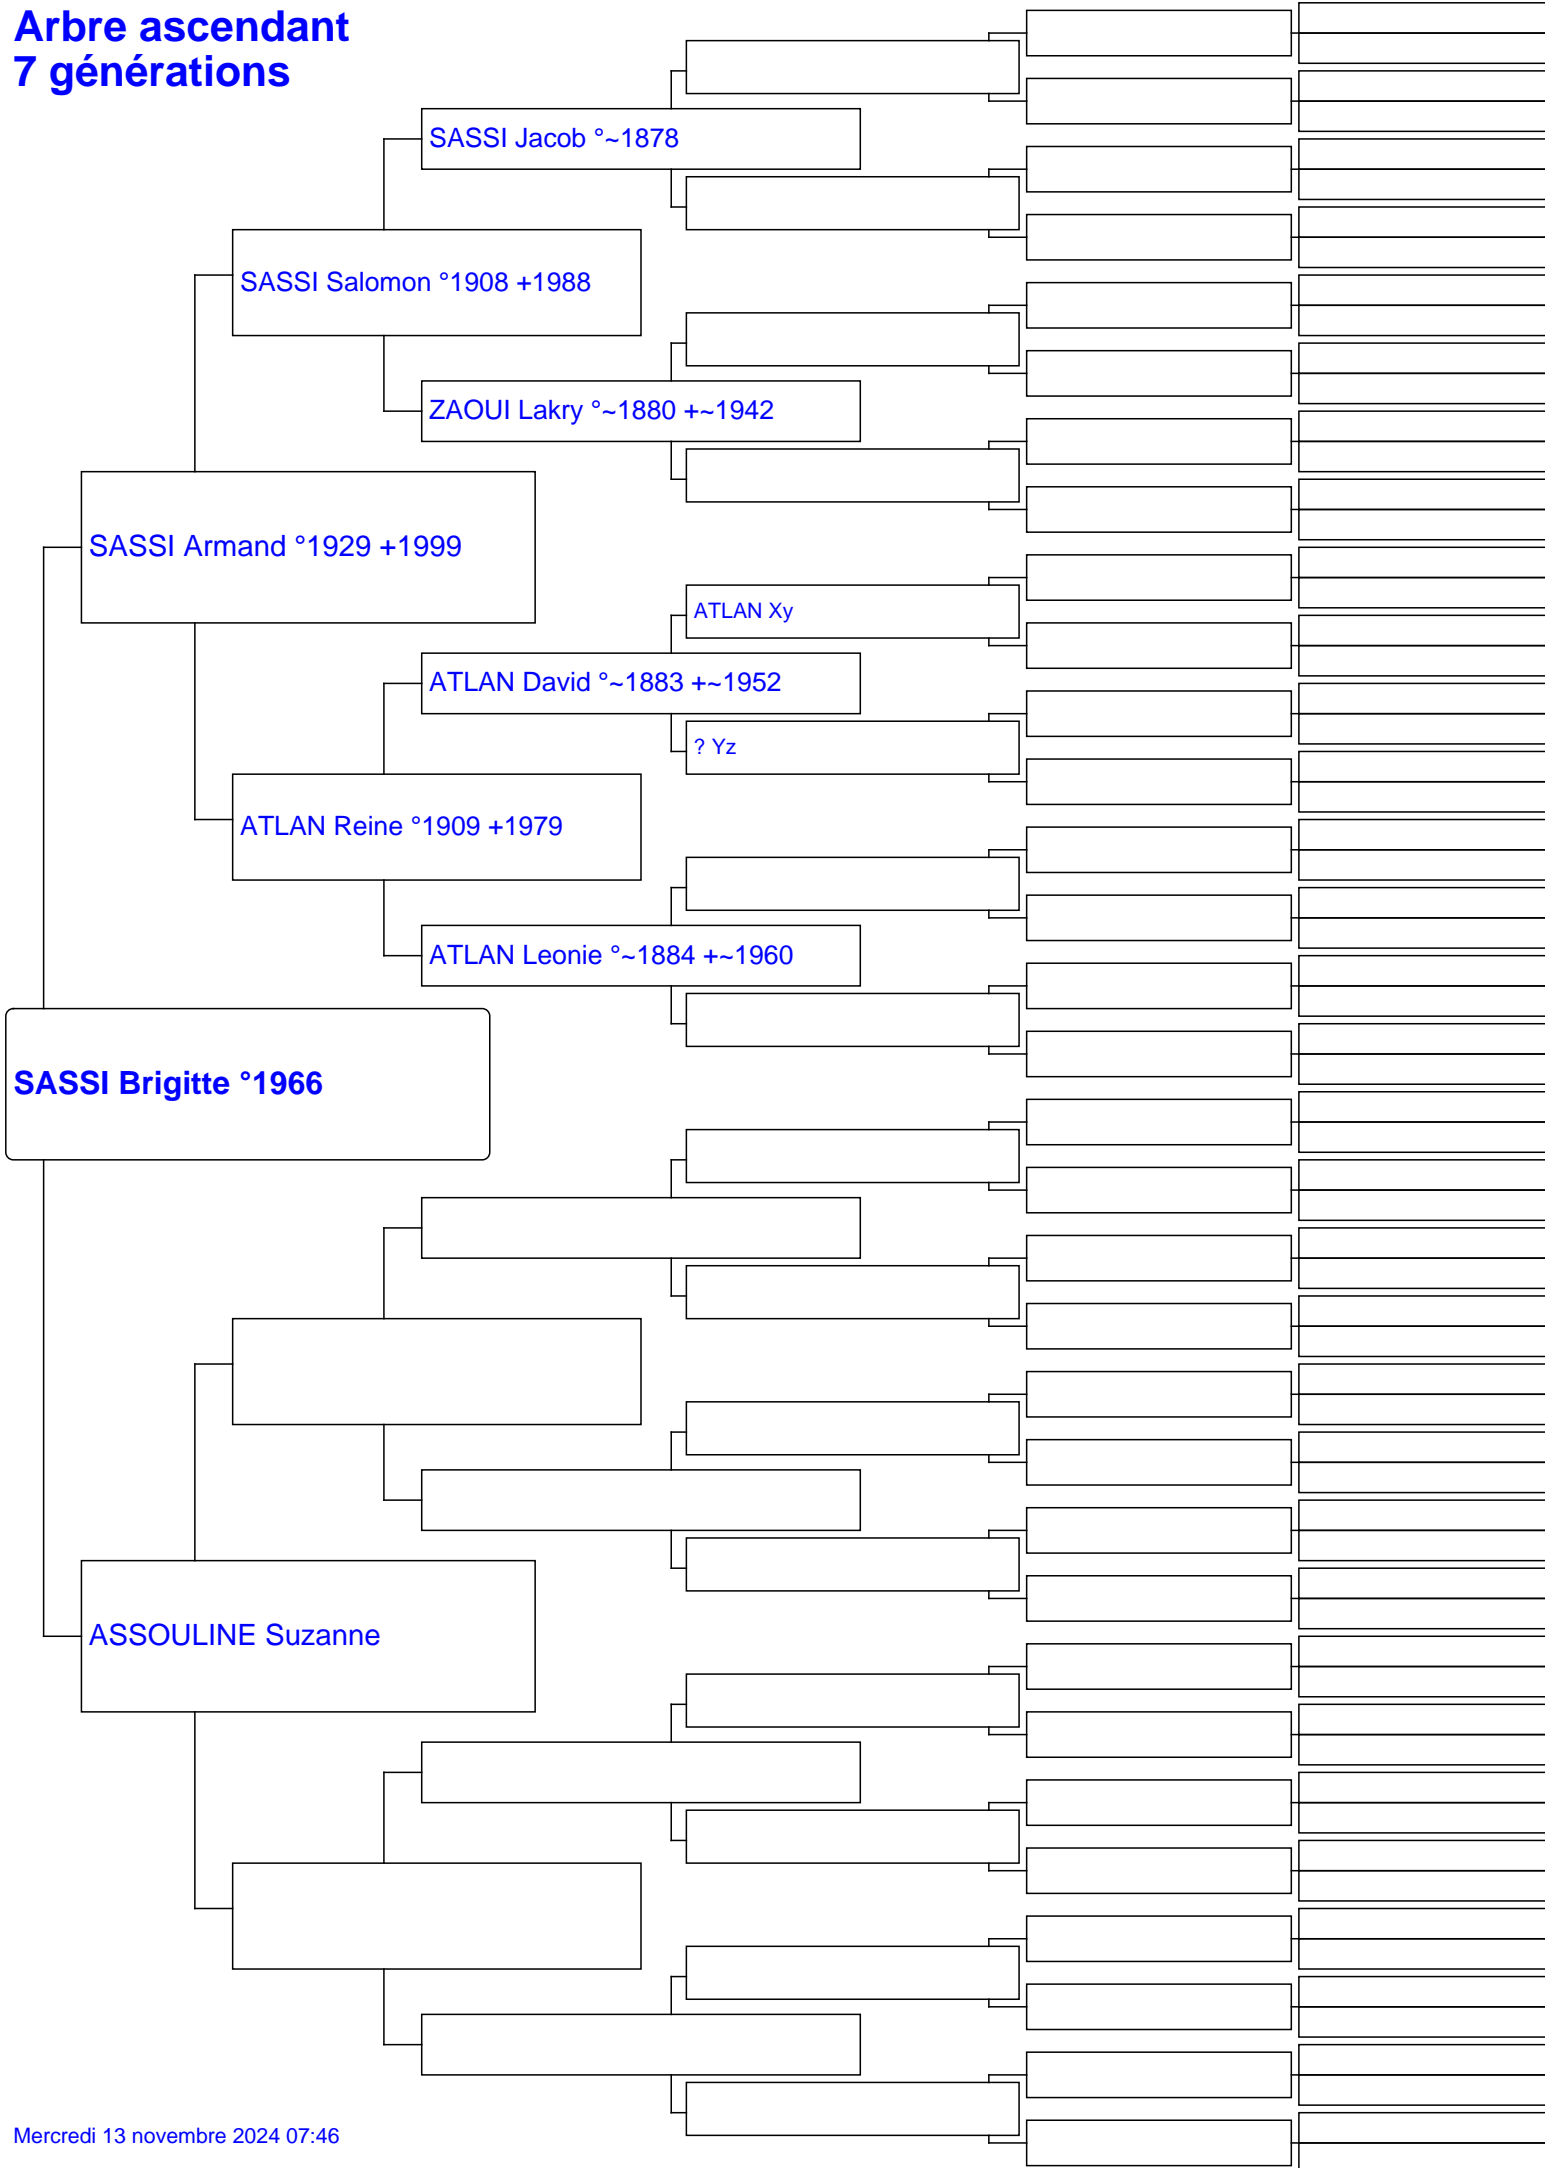 Arbre ascendant
7 générations
SASSI Jacob °~1878
SASSI Salomon °1908 +1988
ZAOUI Lakry °~1880 +~1942
SASSI Armand °1929 +1999
ATLAN Xy
ATLAN David °~1883 +~1952
? Yz
ATLAN Reine °1909 +1979
ATLAN Leonie °~1884 +~1960
SASSI Brigitte °1966
ASSOULINE Suzanne
Mercredi 13 novembre 2024 07:46